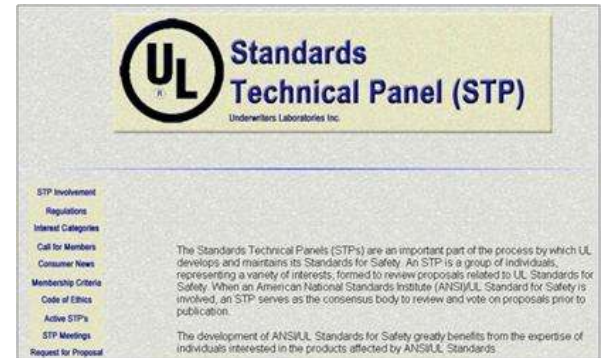 UL
®
Standards
Technical Panel (STP)
Underwriters Laboratories Inc.
STP Involvement
Regulations
Interest Categories
Call for Members
Consumer News
Membership Criteria
Code of Ethics
Active STP's
STP Meetings
Request for Proposal
The Standards Technical Panels (STPs) are an important part of the process by which UL
develops and maintains its Standards for Safety. An STP is a group of individuals,
representing a variety of interests, formed to review proposals related to UL Standards for
Safety. When an American National Standards Institute (ANSI)/UL Standard for Safety is
involved, an STP serves as the consensus body to review and vote on proposals prior to
publication.
The development of ANSI/UL Standards for Safety greatly benefits from the expertise of
individuals interested in the products affected by ANSI/UL Standards